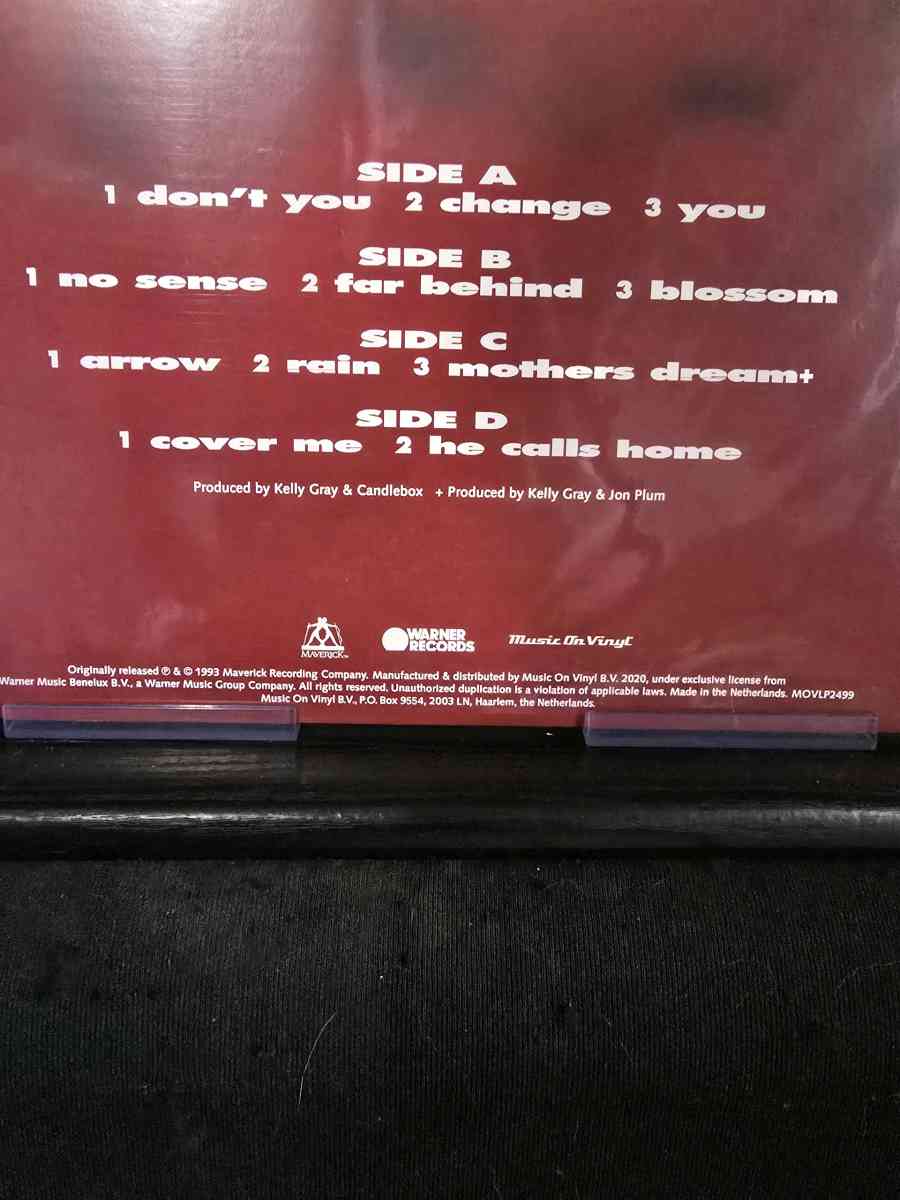 SIDE A
1 don't you 2 change 3 you
SIDE B
1 no sense 2 far behind 3 blossom
SIDE C
1 arrow 2 rain 3 mothers dream+
SIDE D
1 cover me 2 he calls home
Produced by Kelly Gray & Candlebox + Produced by Kelly Gray & Jon Plum
MAVERICK™ WARNER RECORDS Music On Vinyl
Originally released ℗ & © 1993 Maverick Recording Company. Manufactured & distributed by Music On Vinyl B.V. 2020, under exclusive license from
Warner Music Benelux B.V., a Warner Music Group Company. All rights reserved. Unauthorized duplication is a violation of applicable laws. Made in the Netherlands. MOVLP2499
Music On Vinyl B.V., P.O. Box 9554, 2003 LN, Haarlem, the Netherlands.